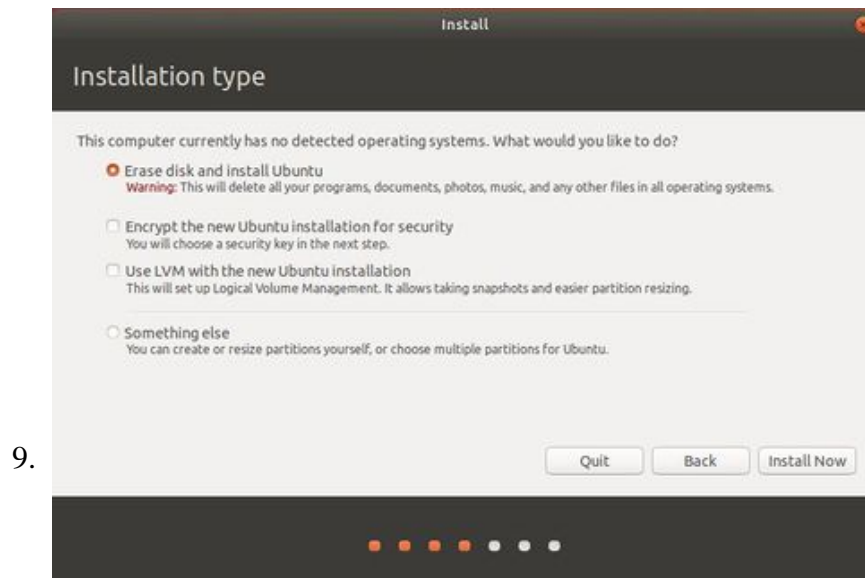 Install
Installation type
This computer currently has no detected operating systems. What would you like to do?
Erase disk and install Ubuntu
Warning: This will delete all your programs, documents, photos, music, and any other files in all operating systems.
Encrypt the new Ubuntu installation for security
You will choose a security key in the next step.
Use LVM with the new Ubuntu installation
This will set up Logical Volume Management. It allows taking snapshots and easier partition resizing.
Something else
You can create or resize partitions yourself, or choose multiple partitions for Ubuntu.
9.
Quit Back Install Now